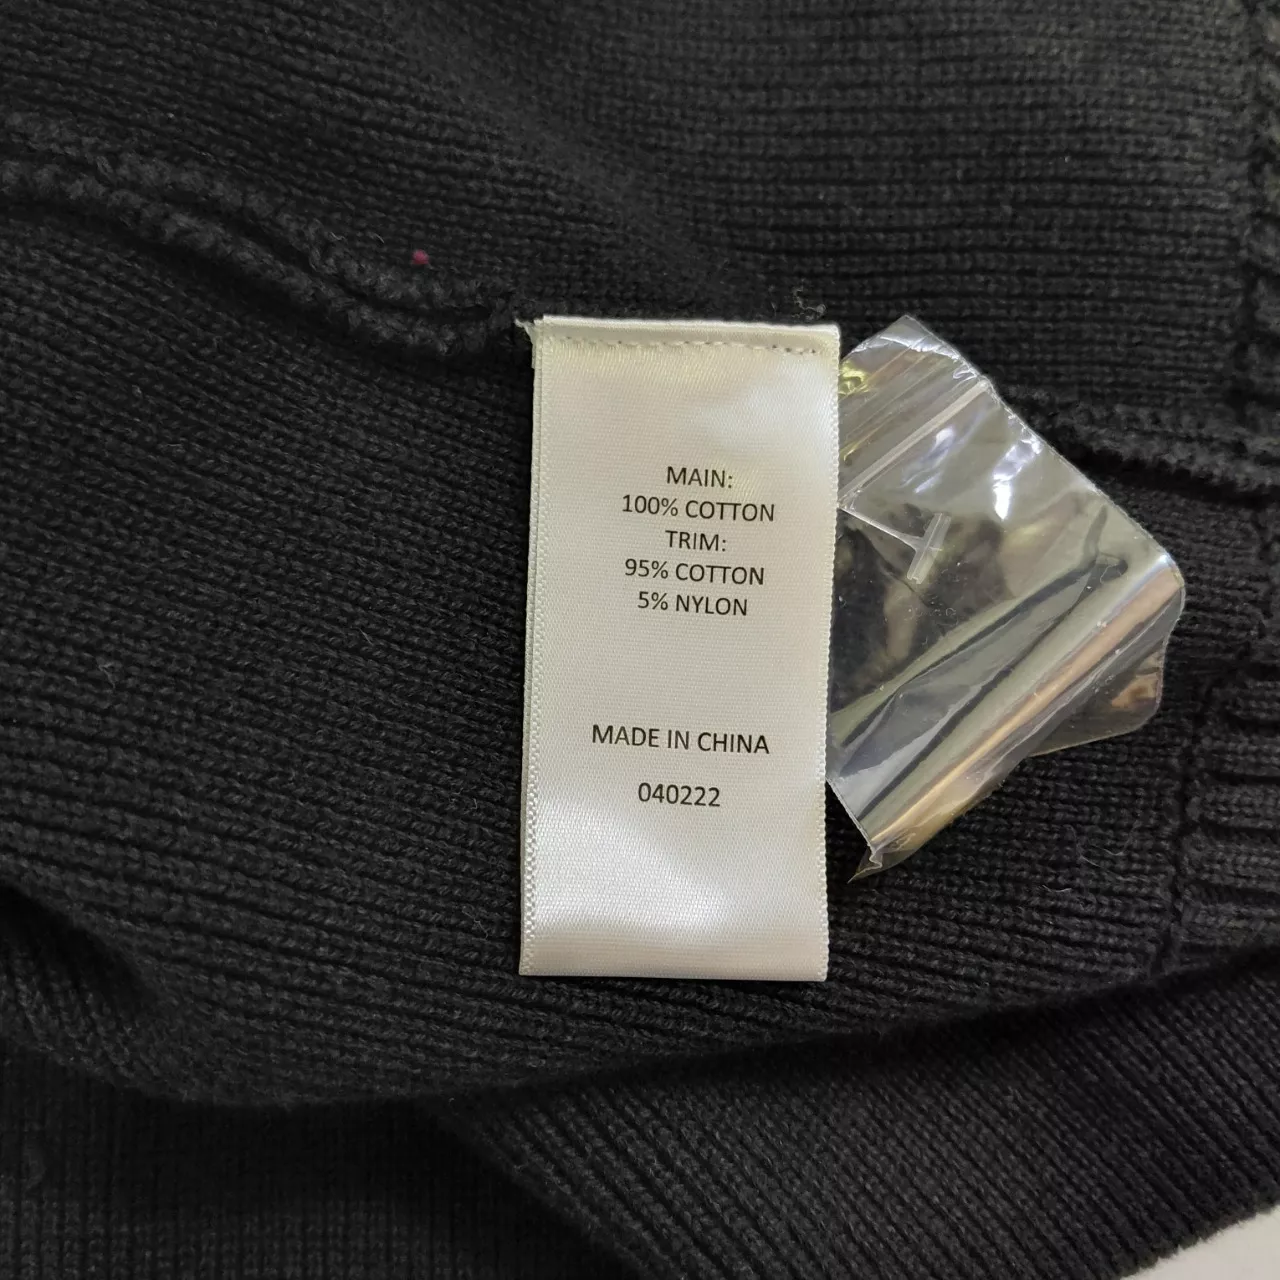 MAIN:
100% COTTON
TRIM:
95% COTTON
5% NYLON
MADE IN CHINA
040222